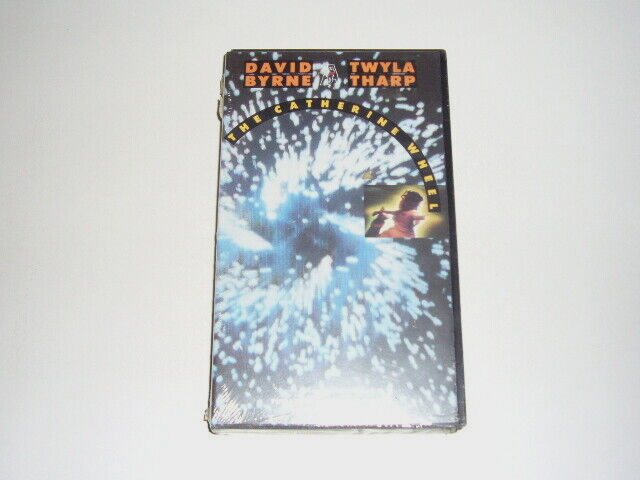 DAVID TWYLA
BYRNE THARP
THE CATHERINE WHEEL